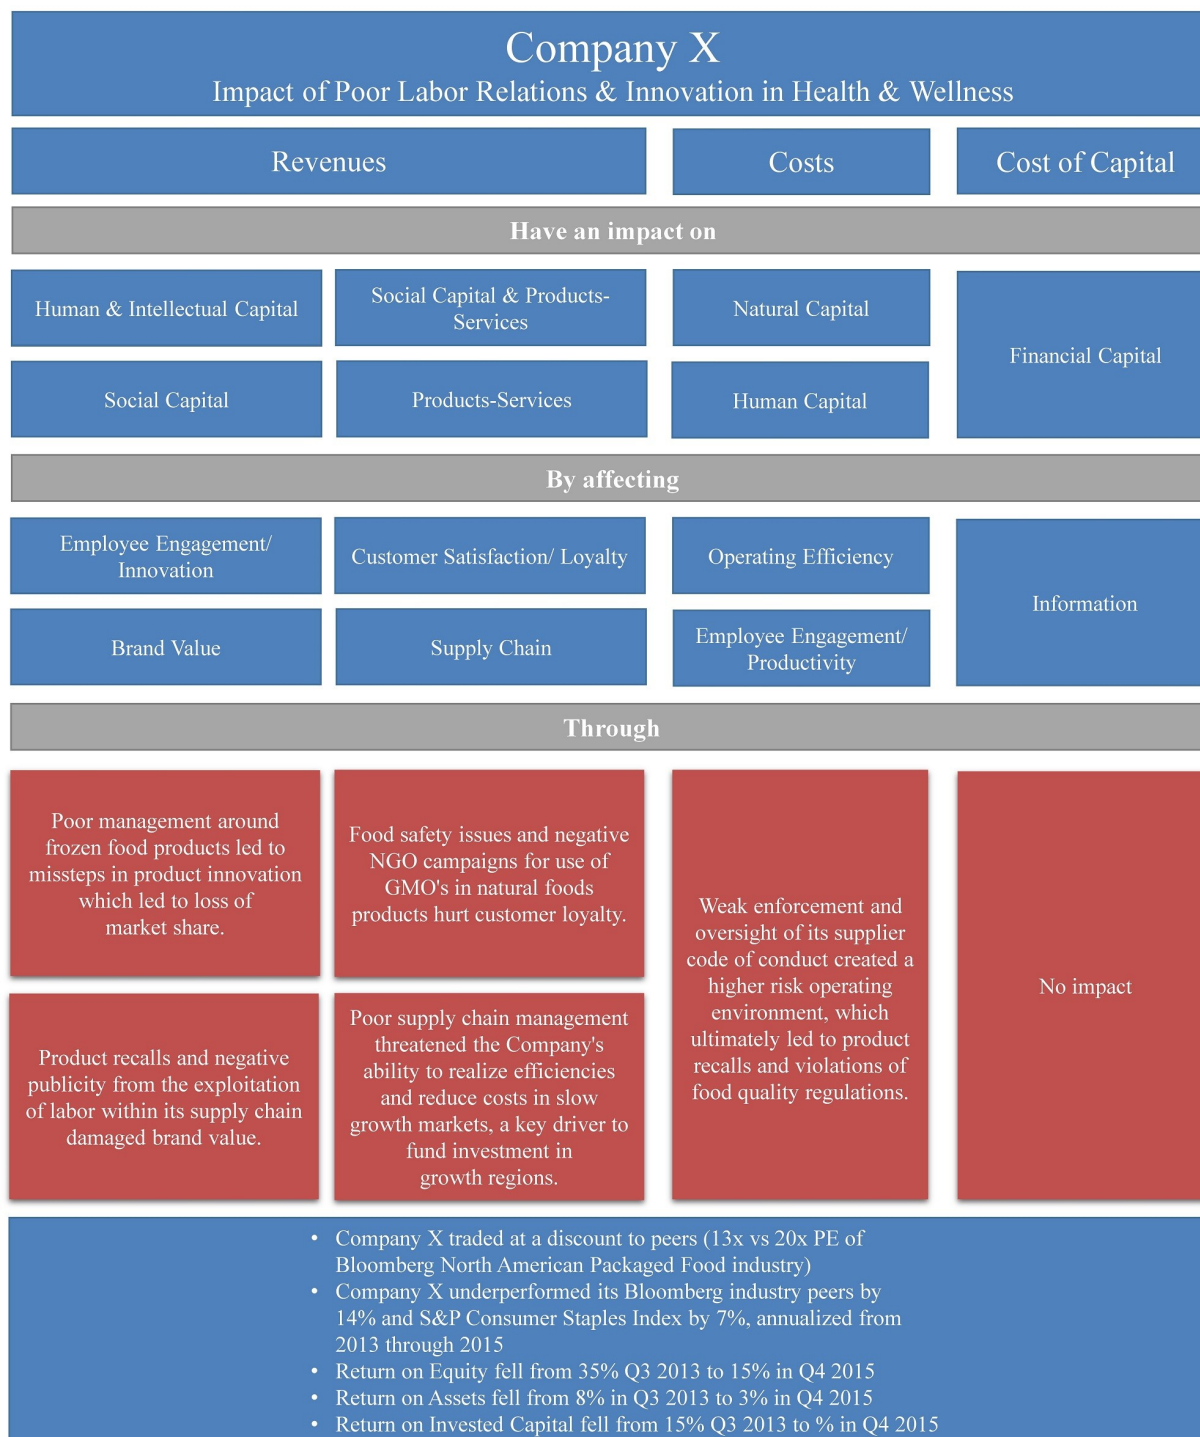 Company X
Impact of Poor Labor Relations & Innovation in Health & Wellness
Revenues
Costs
Cost of Capital
Have an impact on
Human & Intellectual Capital
Social Capital & Products-
Services
Natural Capital
Financial Capital
Social Capital
Products-Services
Human Capital
By affecting
Employee Engagement/
Innovation
Customer Satisfaction/ Loyalty
Operating Efficiency
Information
Brand Value
Supply Chain
Employee Engagement/
Productivity
Through
Poor management around
frozen food products led to
missteps in product innovation
which led to loss of
market share.
Food safety issues and negative
NGO campaigns for use of
GMO's in natural foods
products hurt customer loyalty.
Weak enforcement and
oversight of its supplier
code of conduct created a
higher risk operating
environment, which
ultimately led to product
recalls and violations of
food quality regulations.
No impact
Product recalls and negative
publicity from the exploitation
of labor within its supply chain
damaged brand value.
Poor supply chain management
threatened the Company's
ability to realize efficiencies
and reduce costs in slow
growth markets, a key driver to
fund investment in
growth regions.
• Company X traded at a discount to peers (13x vs 20x PE of
Bloomberg North American Packaged Food industry)
• Company X underperformed its Bloomberg industry peers by
14% and S&P Consumer Staples Index by 7%, annualized from
2013 through 2015
• Return on Equity fell from 35% Q3 2013 to 15% in Q4 2015
• Return on Assets fell from 8% in Q3 2013 to 3% in Q4 2015
• Return on Invested Capital fell from 15% Q3 2013 to % in Q4 2015